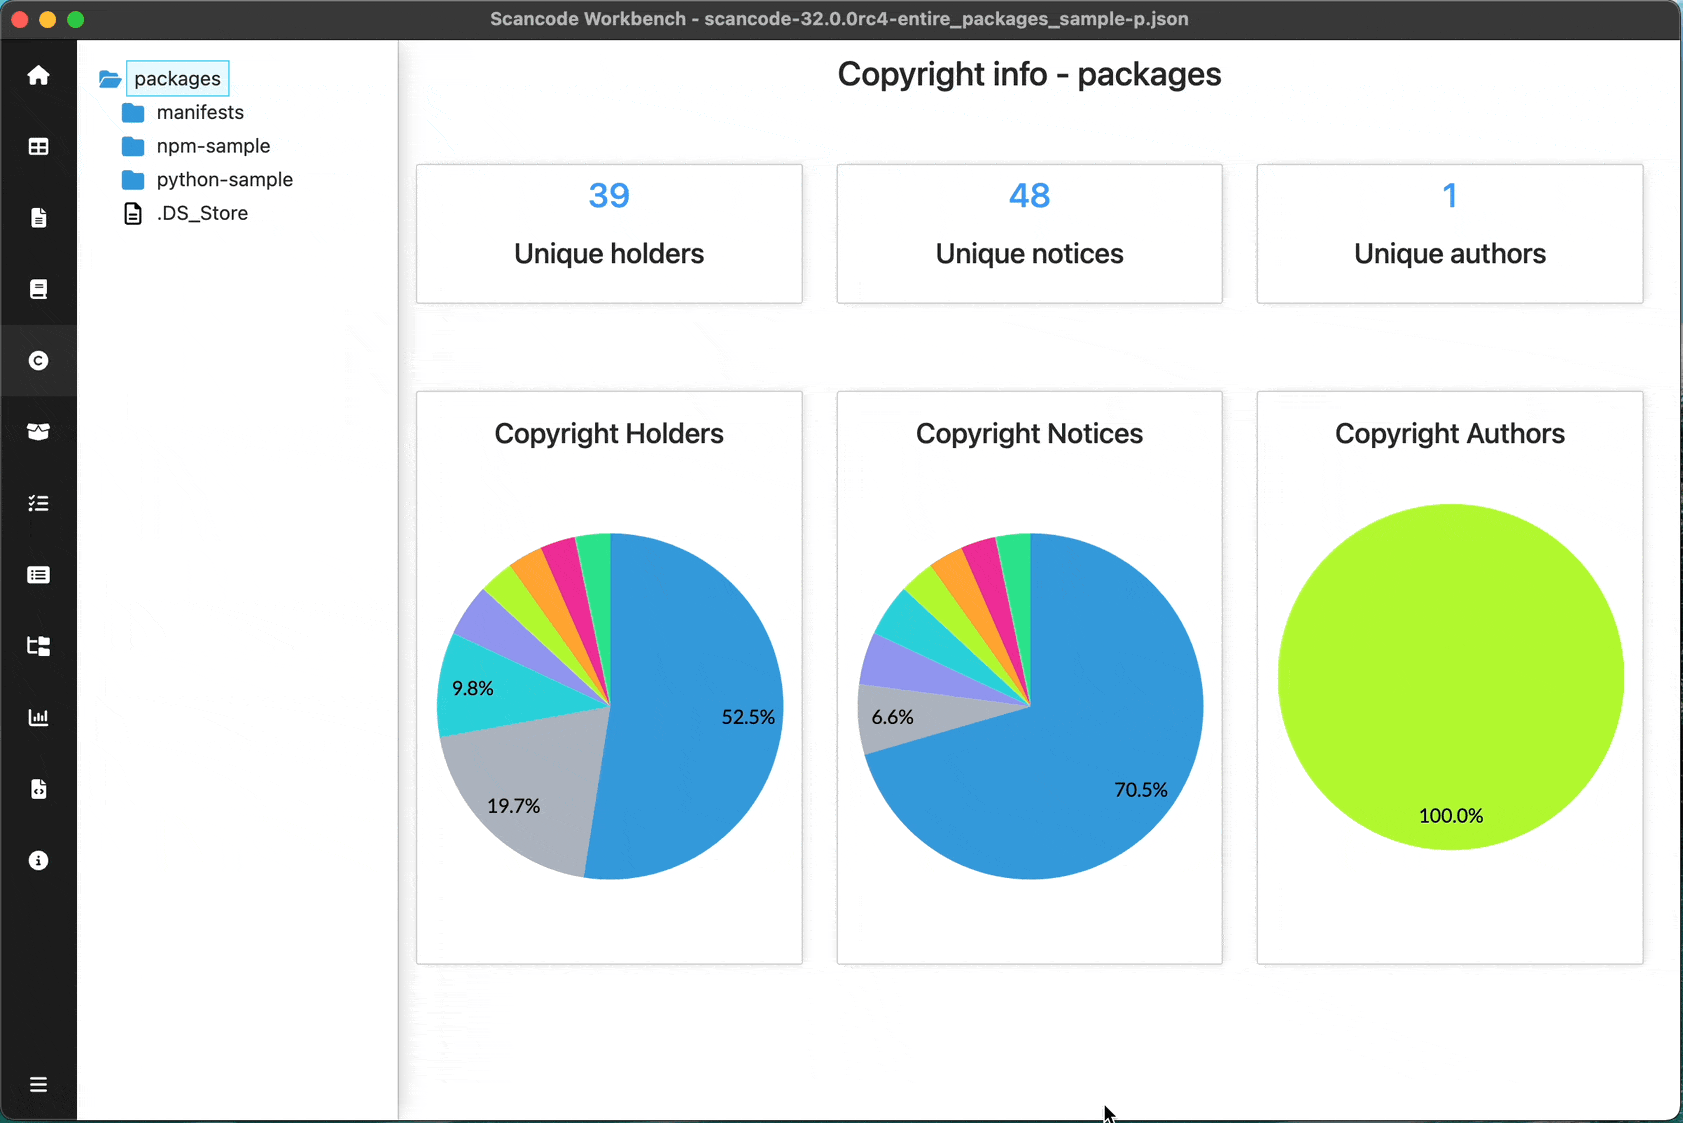 Scancode Workbench - scancode-32.0.0rc4-entire_packages_sample-p.json
packages
manifests
npm-sample
python-sample
.DS_Store
Copyright info - packages
39
Unique holders
48
Unique notices
1
Unique authors
Copyright Holders
9.8%
52.5%
19.7%
Copyright Notices
6.6%
70.5%
Copyright Authors
100.0%